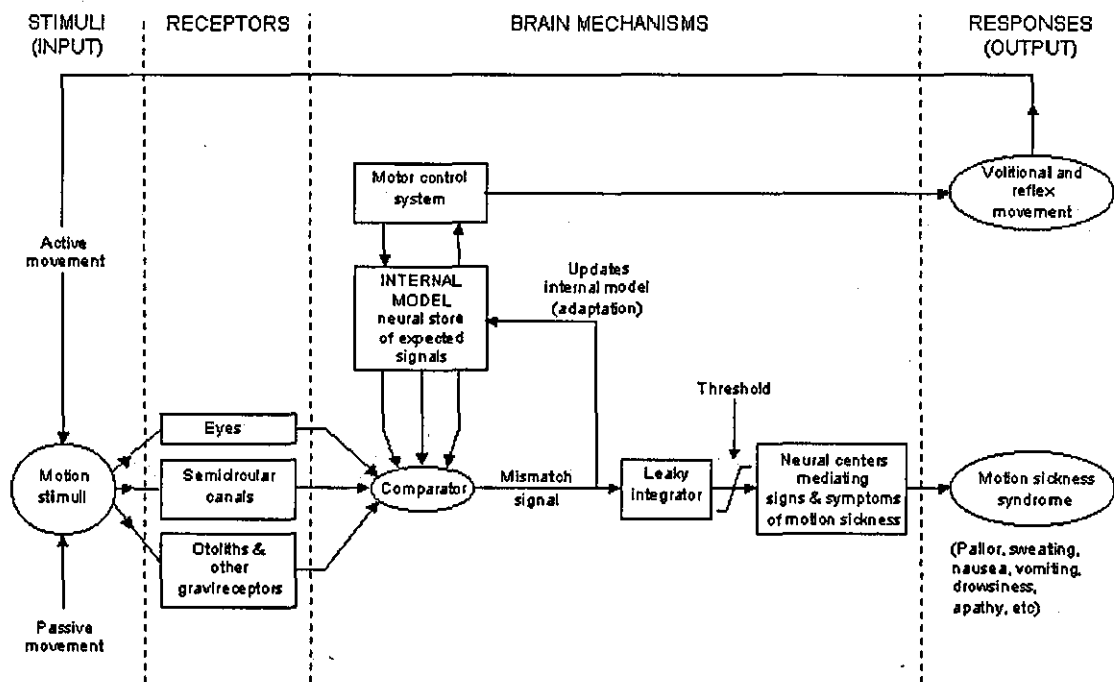 STIMULI
(INPUT)
RECEPTORS
BRAIN MECHANISMS
RESPONSES
(OUTPUT)
Motor control
system
Volitional and
reflex
movement
Active
movement
INTERNAL
MODEL
neural store
of expected
signals
Updates
internal model
(adaptation)
Threshold
Eyes
Motion
stimuli
Semicircular
canals
Comparator
Mismatch
signal
Leaky
integrator
Neural centers
mediating
signs & symptoms
of motion sickness
Motion sickness
syndrome
Otoliths &
other
gravireceptors
(Pallor, sweating,
nausea, vomiting,
drowsiness,
apathy, etc)
Passive
movement